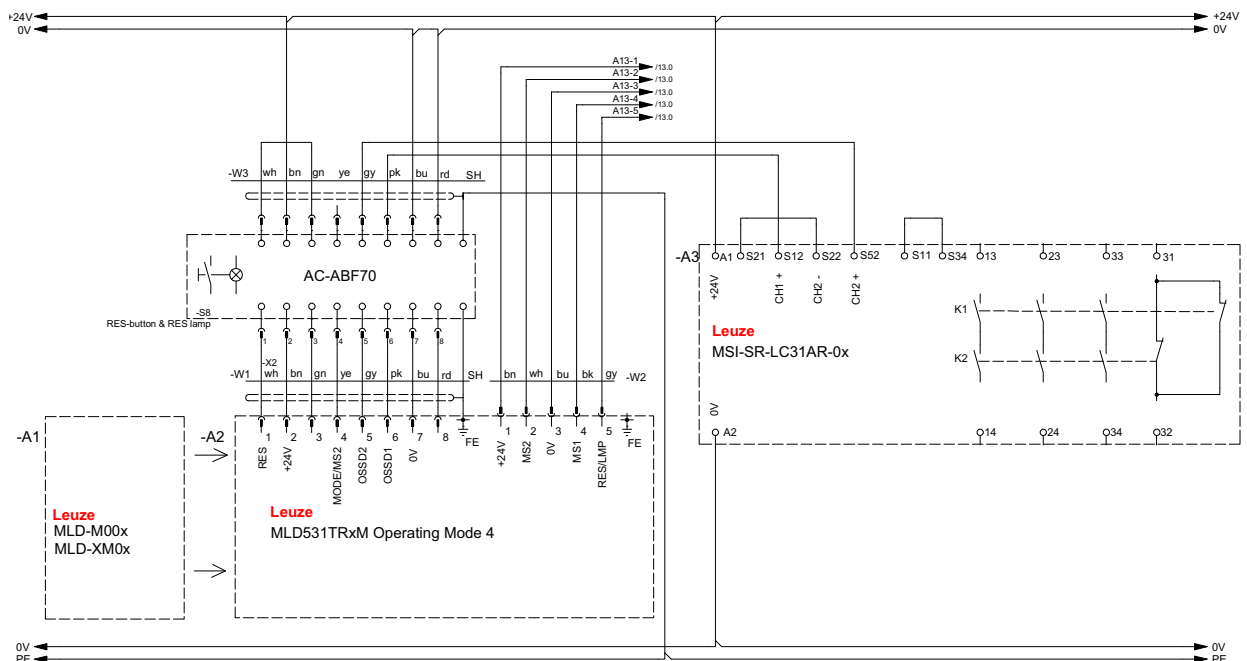 +24V +24V
0V 0V
A13-1 /13.0
A13-2 /13.0
A13-3 /13.0
A13-4 /13.0
A13-5 /13.0
-W3 wh bn gn ye gy pk bu rd SH
AC-ABF70
-S8
RES-button & RES lamp
1 2 3 4 5 6 7 8
-X2
-W1 wh bn gn ye gy pk bu rd SH
bn wh bu bk gy -W2
-A3 A1 S21 S12 S22 S52 S11 S34 13 23 33 31
+24V CH1 + CH2 - CH2 +
Leuze
MSI-SR-LC31AR-0x
K1
K2
0V
A2 14 24 34 32
-A1
Leuze
MLD-M00x
MLD-XM0x
-A2
1 2 3 4 5 6 7 8 FE
RES +24V MODE/MS2 OSSD2 OSSD1 0V
1 2 3 4 5 FE
+24V MS2 0V MS1 RES/LMP
Leuze
MLD531TRxM Operating Mode 4
0V 0V
PE PE